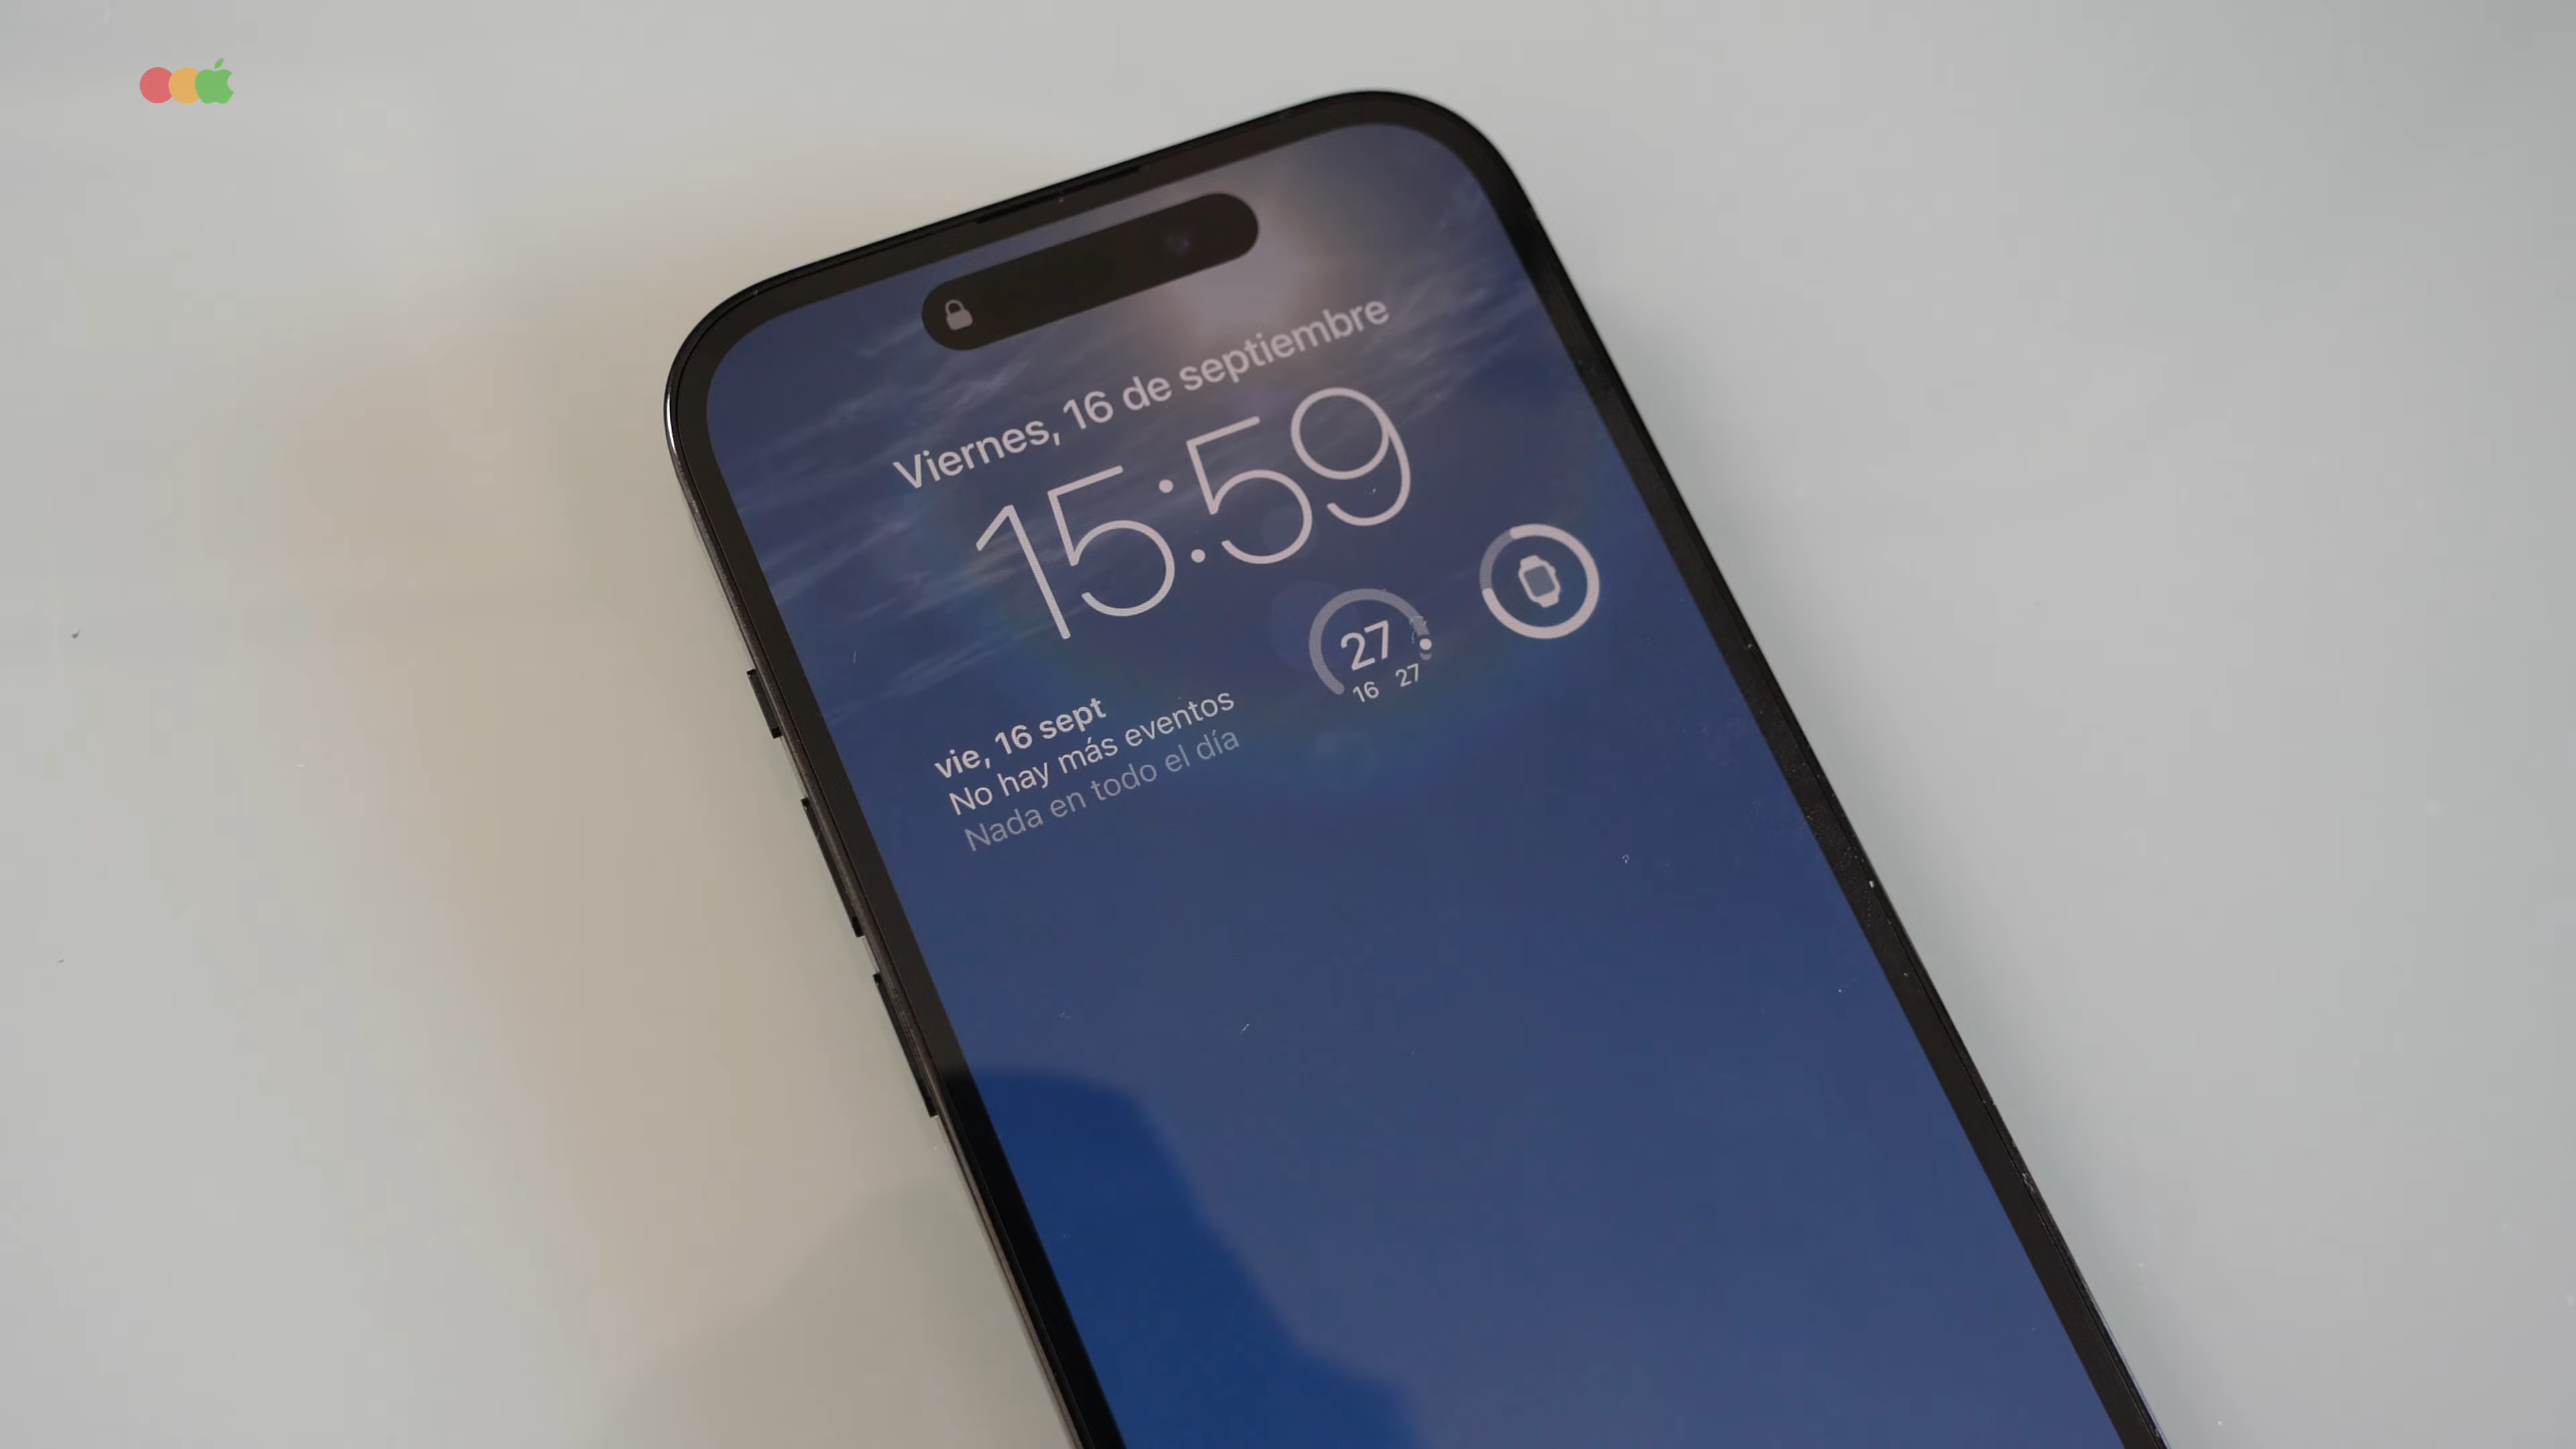 Viernes, 16 de septiembre
15:59
27
16 27
vie, 16 sept
No hay más eventos
Nada en todo el día